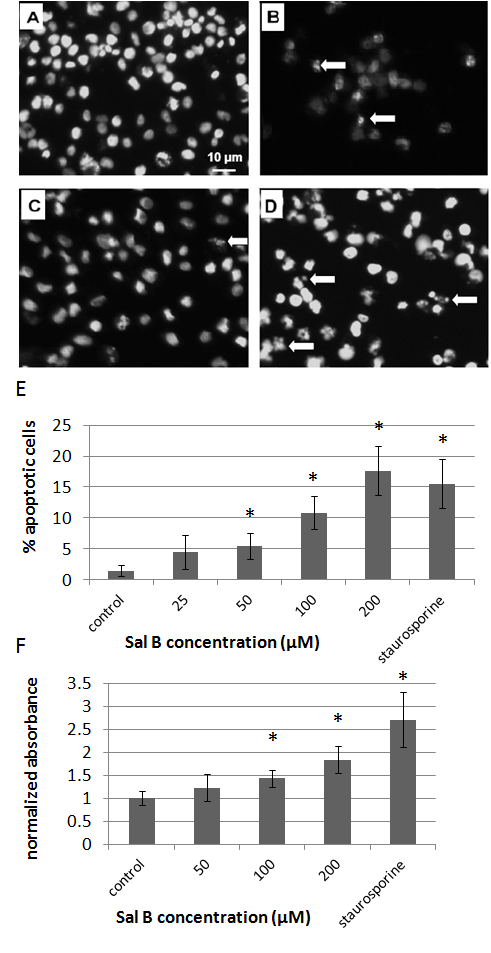 A
B
10 µm
C
D
E
25
20
15
10
5
0
% apoptotic cells
*
*
*
*
control
25
50
100
200
staurosporine
Sal B concentration (µM)
F
3.5
3
2.5
2
1.5
1
0.5
0
normalized absorbance
*
*
*
control
50
100
200
staurosporine
Sal B concentration (µM)